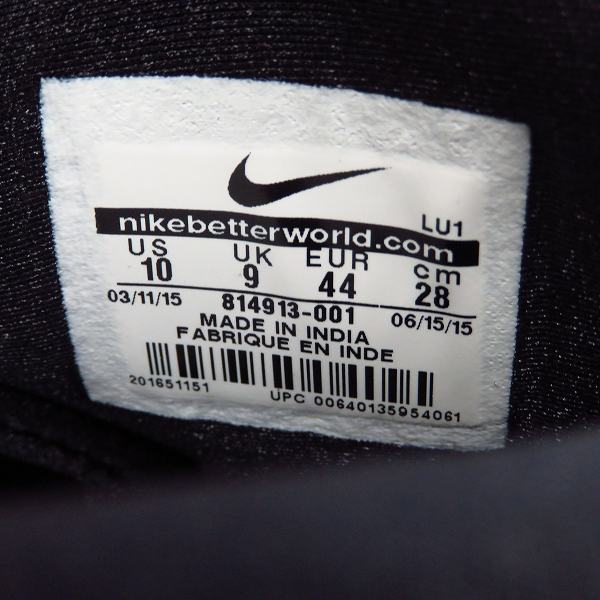 LU1
nikebetterworld.com
US UK EUR cm
10 9 44 28
03/11/15 814913-001 06/15/15
MADE IN INDIA
FABRIQUE EN INDE
201651151 UPC 00640135954061